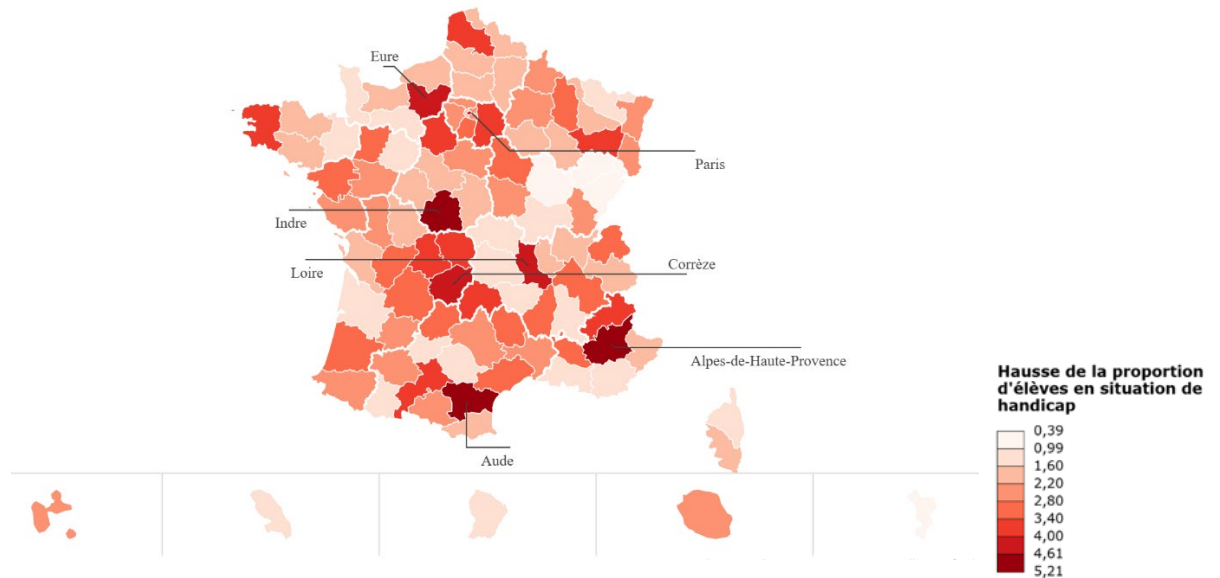 Eure
Paris
Indre
Loire
Corrèze
Alpes-de-Haute-Provence
Aude
Hausse de la proportion
d'élèves en situation de
handicap
0,39
0,99
1,60
2,20
2,80
3,40
4,00
4,61
5,21